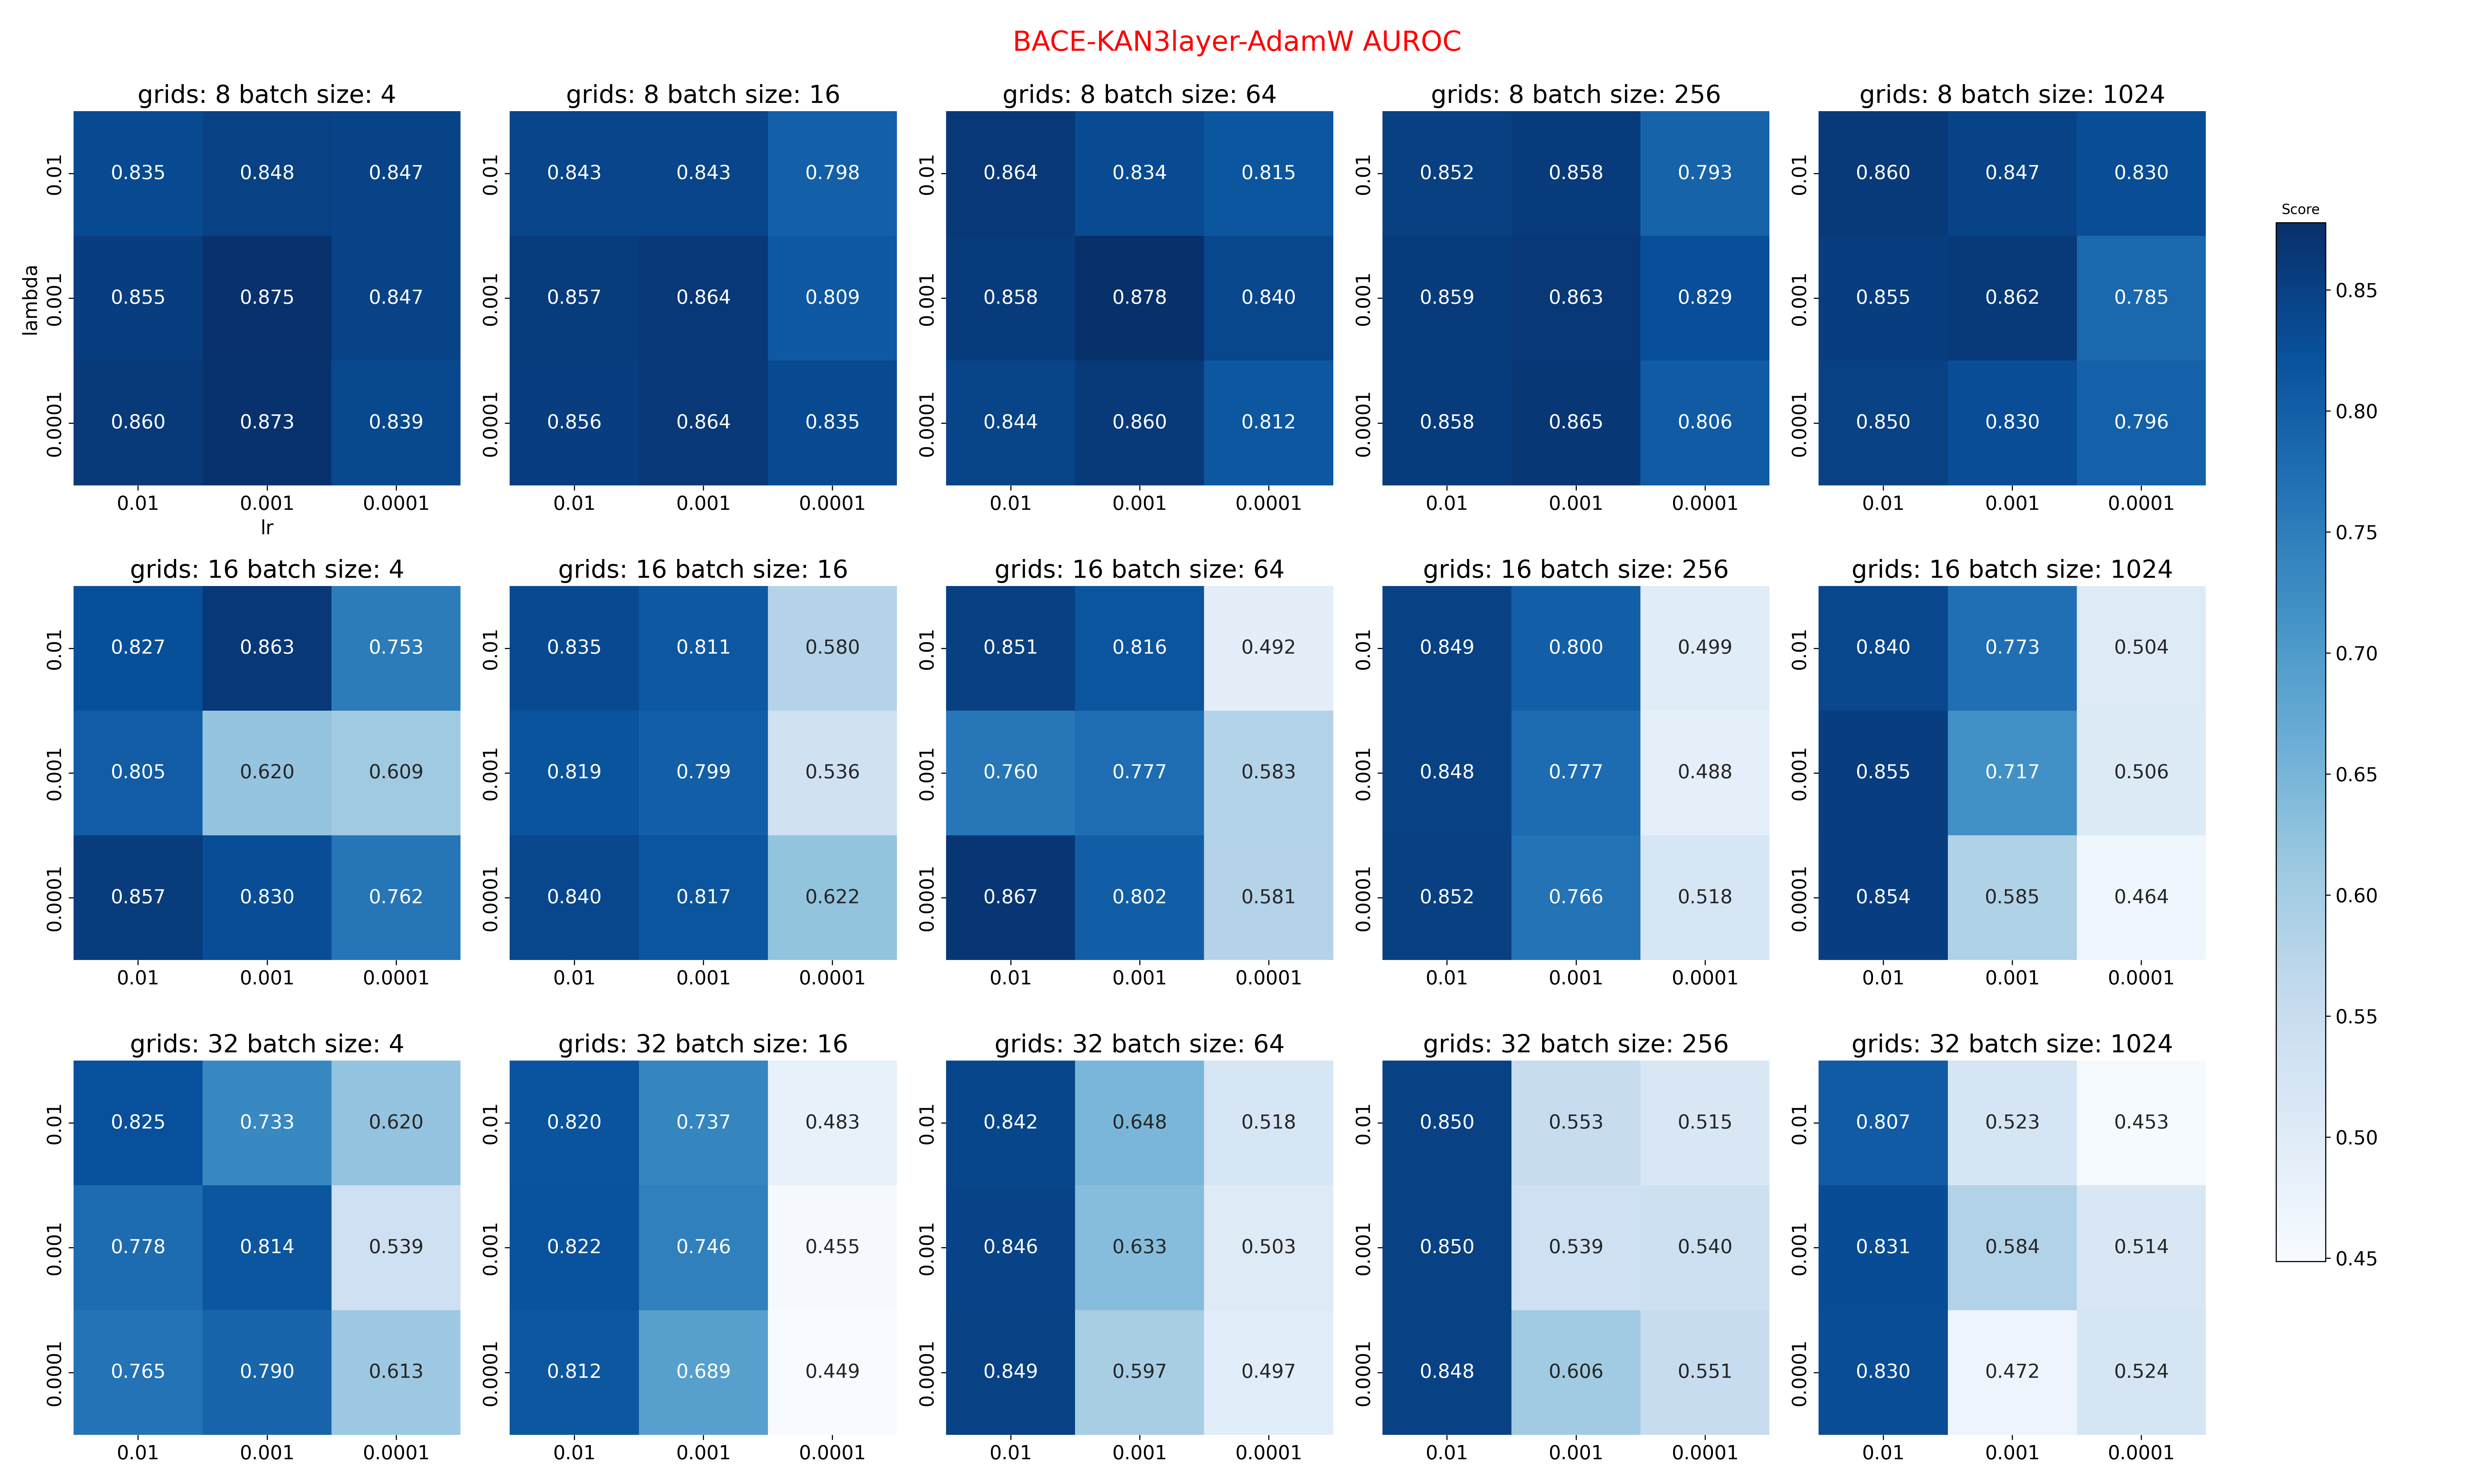 BACE-KAN3layer-AdamW AUROC
grids: 8 batch size: 4
0.01 0.835 0.848 0.847
lambda
0.001 0.855 0.875 0.847
0.0001 0.860 0.873 0.839
0.01 0.001 0.0001
lr
grids: 8 batch size: 16
0.01 0.843 0.843 0.798
0.001 0.857 0.864 0.809
0.0001 0.856 0.864 0.835
0.01 0.001 0.0001
grids: 8 batch size: 64
0.01 0.864 0.834 0.815
0.001 0.858 0.878 0.840
0.0001 0.844 0.860 0.812
0.01 0.001 0.0001
grids: 8 batch size: 256
0.01 0.852 0.858 0.793
0.001 0.859 0.863 0.829
0.0001 0.858 0.865 0.806
0.01 0.001 0.0001
grids: 8 batch size: 1024
0.01 0.860 0.847 0.830
0.001 0.855 0.862 0.785
0.0001 0.850 0.830 0.796
0.01 0.001 0.0001
grids: 16 batch size: 4
0.01 0.827 0.863 0.753
0.001 0.805 0.620 0.609
0.0001 0.857 0.830 0.762
0.01 0.001 0.0001
grids: 16 batch size: 16
0.01 0.835 0.811 0.580
0.001 0.819 0.799 0.536
0.0001 0.840 0.817 0.622
0.01 0.001 0.0001
grids: 16 batch size: 64
0.01 0.851 0.816 0.492
0.001 0.760 0.777 0.583
0.0001 0.867 0.802 0.581
0.01 0.001 0.0001
grids: 16 batch size: 256
0.01 0.849 0.800 0.499
0.001 0.848 0.777 0.488
0.0001 0.852 0.766 0.518
0.01 0.001 0.0001
grids: 16 batch size: 1024
0.01 0.840 0.773 0.504
0.001 0.855 0.717 0.506
0.0001 0.854 0.585 0.464
0.01 0.001 0.0001
grids: 32 batch size: 4
0.01 0.825 0.733 0.620
0.001 0.778 0.814 0.539
0.0001 0.765 0.790 0.613
0.01 0.001 0.0001
grids: 32 batch size: 16
0.01 0.820 0.737 0.483
0.001 0.822 0.746 0.455
0.0001 0.812 0.689 0.449
0.01 0.001 0.0001
grids: 32 batch size: 64
0.01 0.842 0.648 0.518
0.001 0.846 0.633 0.503
0.0001 0.849 0.597 0.497
0.01 0.001 0.0001
grids: 32 batch size: 256
0.01 0.850 0.553 0.515
0.001 0.850 0.539 0.540
0.0001 0.848 0.606 0.551
0.01 0.001 0.0001
grids: 32 batch size: 1024
0.01 0.807 0.523 0.453
0.001 0.831 0.584 0.514
0.0001 0.830 0.472 0.524
0.01 0.001 0.0001
Score
0.85
0.80
0.75
0.70
0.65
0.60
0.55
0.50
0.45